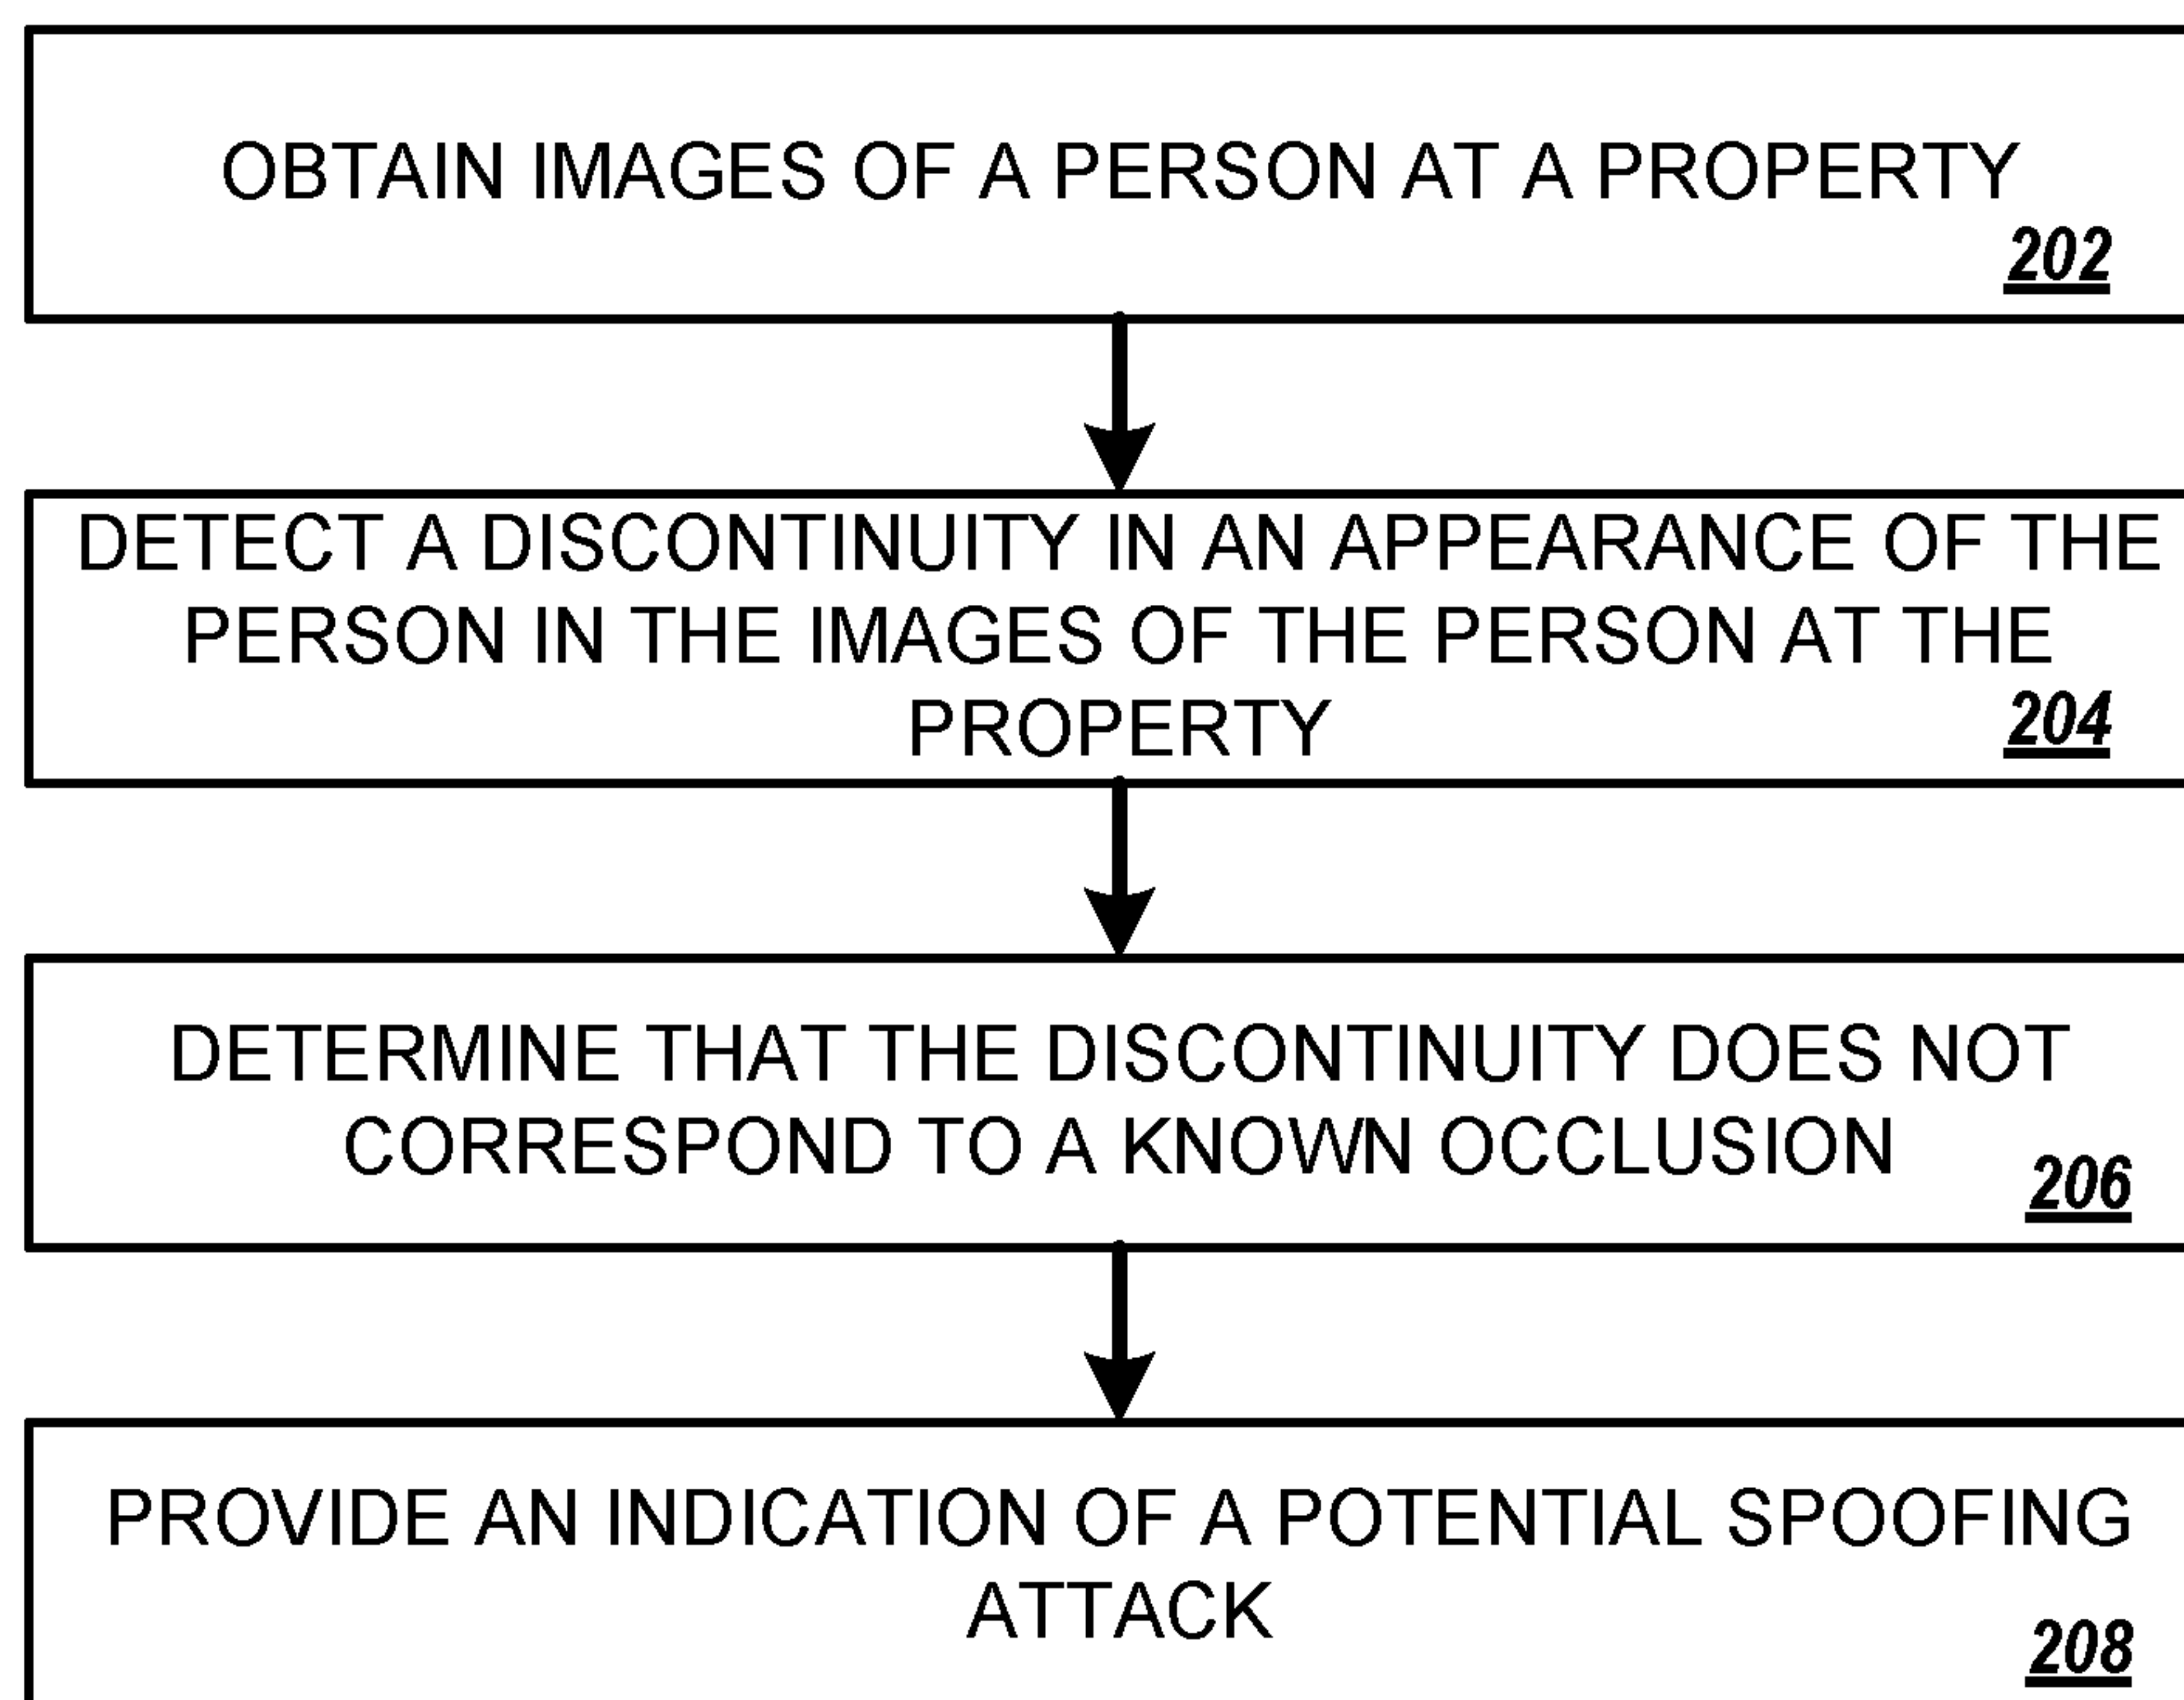 OBTAIN IMAGES OF A PERSON AT A PROPERTY
202
DETECT A DISCONTINUITY IN AN APPEARANCE OF THE
PERSON IN THE IMAGES OF THE PERSON AT THE
PROPERTY
204
DETERMINE THAT THE DISCONTINUITY DOES NOT
CORRESPOND TO A KNOWN OCCLUSION
206
PROVIDE AN INDICATION OF A POTENTIAL SPOOFING
ATTACK
208